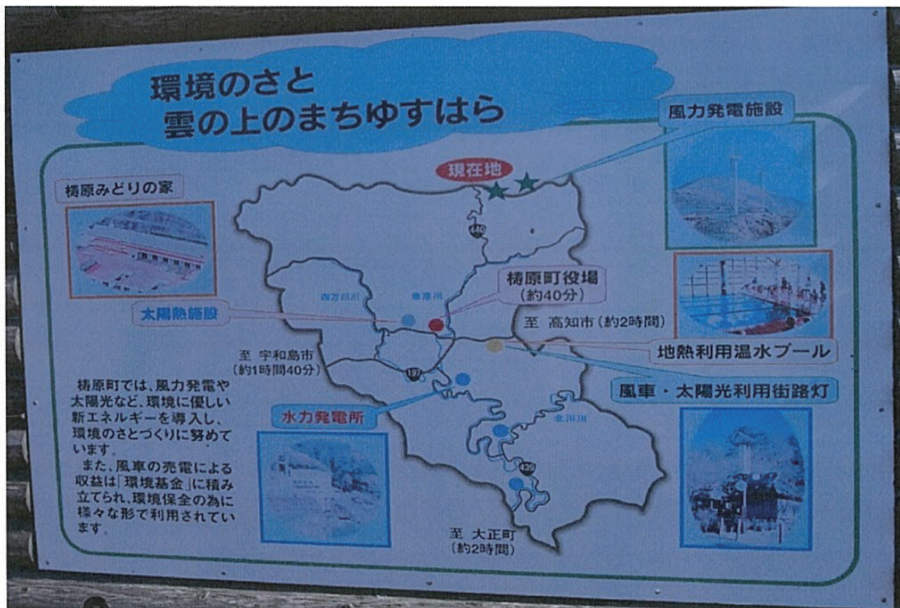 環境のさと
雲の上のまちゆすはら
風力発電施設
現在地
梼原みどりの家
440
梼原町役場
(約40分)
四万川川
梼原川
太陽熱施設
至 高知市(約2時間)
地熱利用温水プール
至 宇和島市
(約1時間40分)
197
風車・太陽光利用街路灯
水力発電所
北川川
439
至 大正町
(約2時間)
梼原町では、風力発電や
太陽光など、環境に優しい
新エネルギーを導入し、
環境のさとづくりに努めて
います。
また、風車の売電による
収益は「環境基金」に積み
立てられ、環境保全の為に
様々な形で利用されてい
ます。